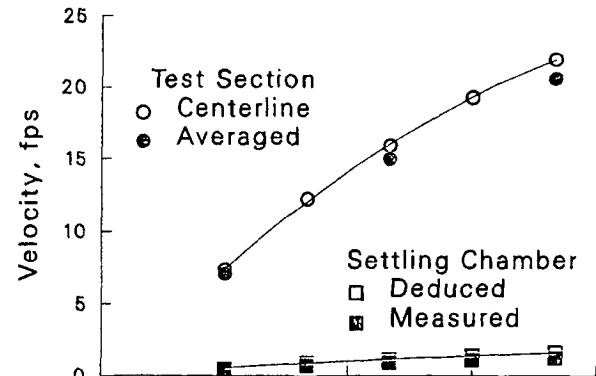 25
Test Section
20
Centerline
Averaged
15
Velocity, fps
10
Settling Chamber
5
Deduced
Measured
0